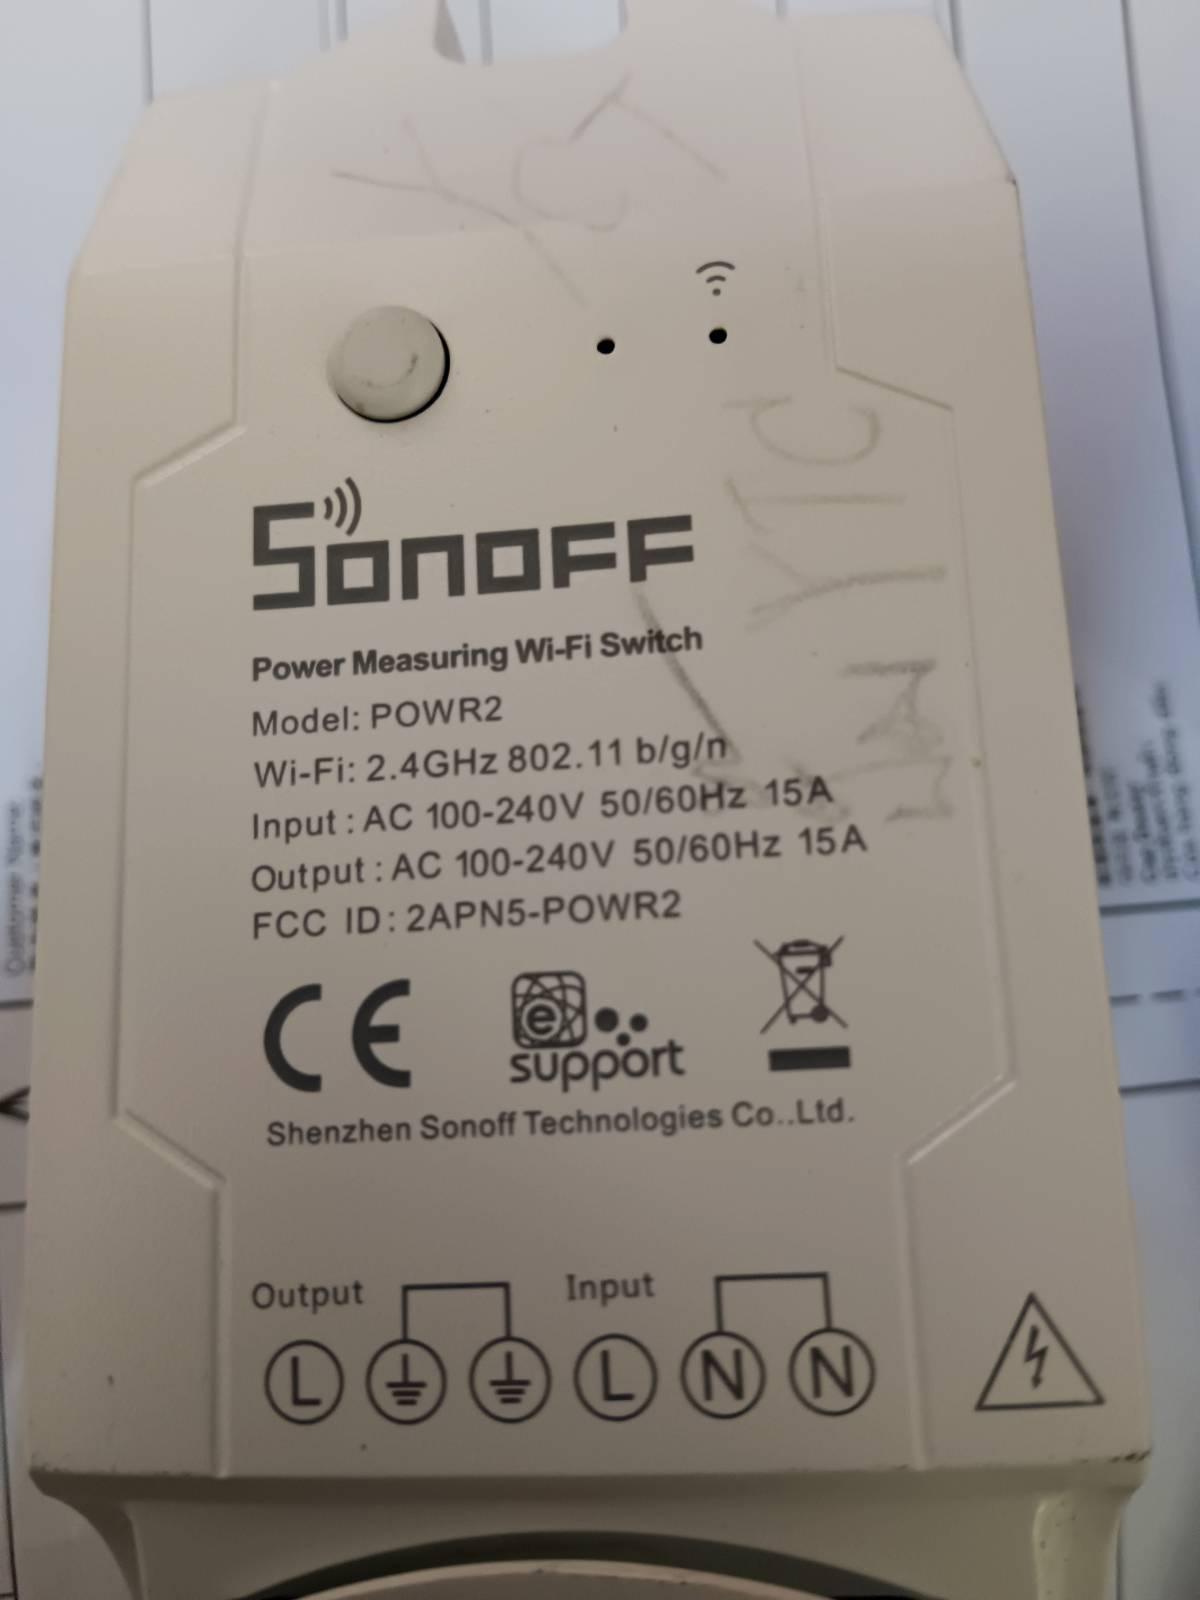 SONOFF
Power Measuring Wi-Fi Switch
Model: POWR2
Wi-Fi: 2.4GHz 802.11 b/g/n
Input : AC 100-240V 50/60Hz 15A
Output : AC 100-240V 50/60Hz 15A
FCC ID: 2APN5-POWR2
CE
e
support
Shenzhen Sonoff Technologies Co..Ltd.
Output Input
L L N N